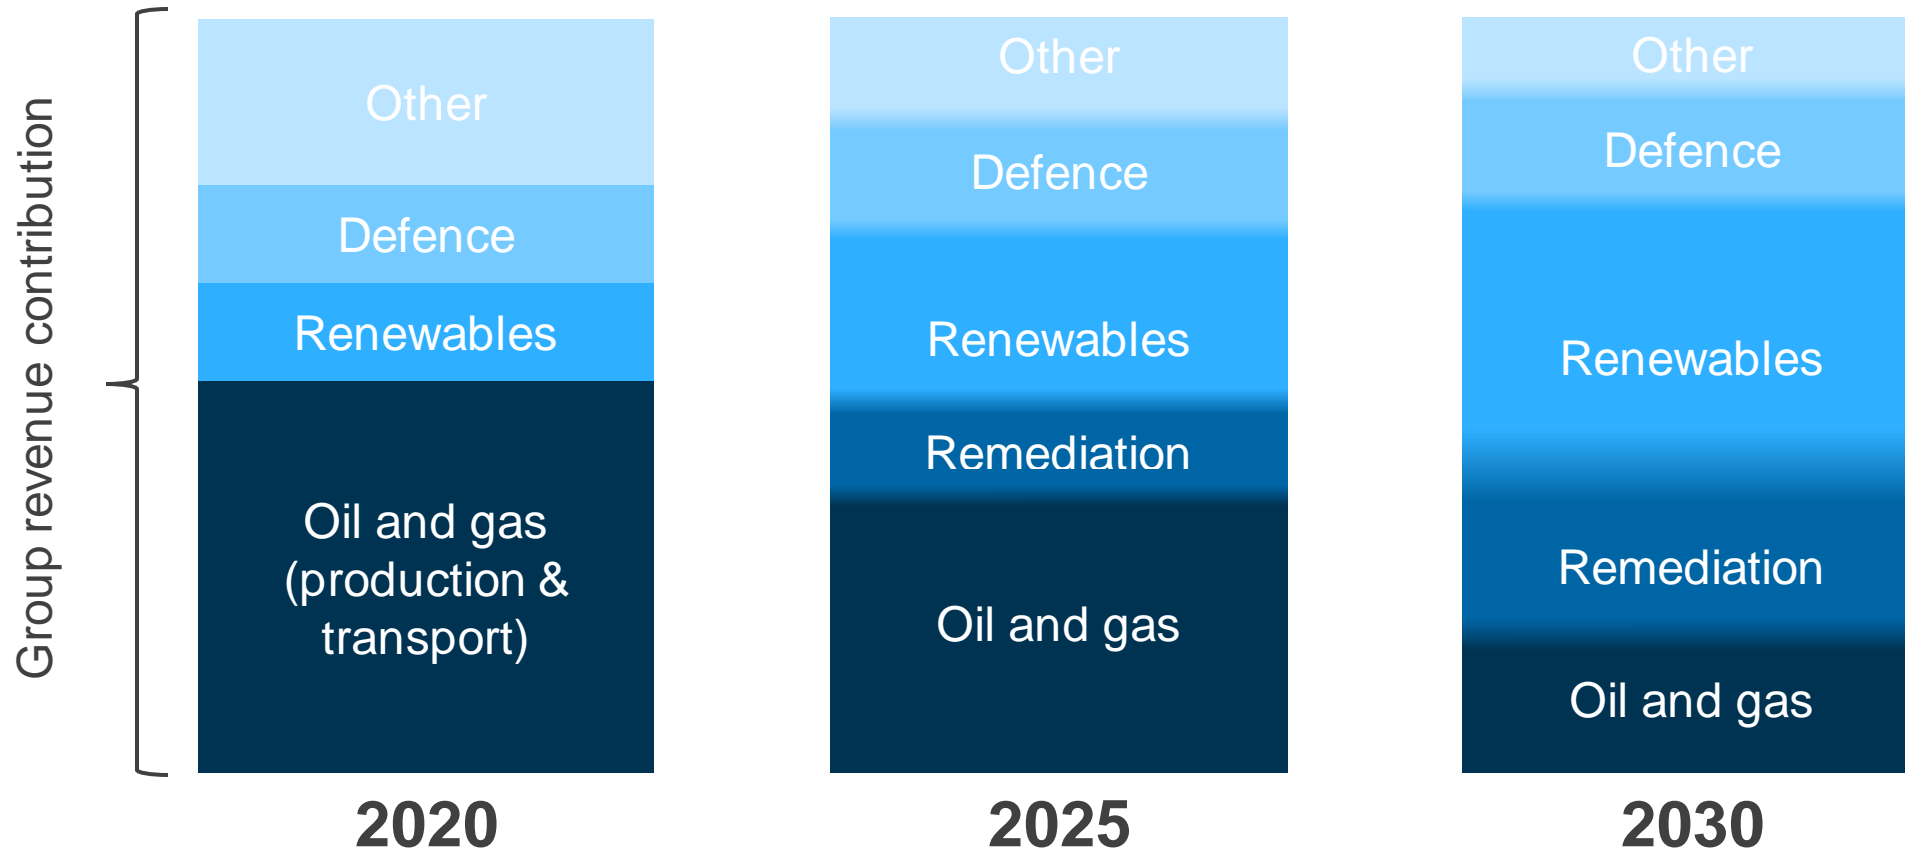 Group revenue contribution
Other
Defence
Renewables
Oil and gas
(production &
transport)
2020
Other
Defence
Renewables
Remediation
Oil and gas
2025
Other
Defence
Renewables
Remediation
Oil and gas
2030